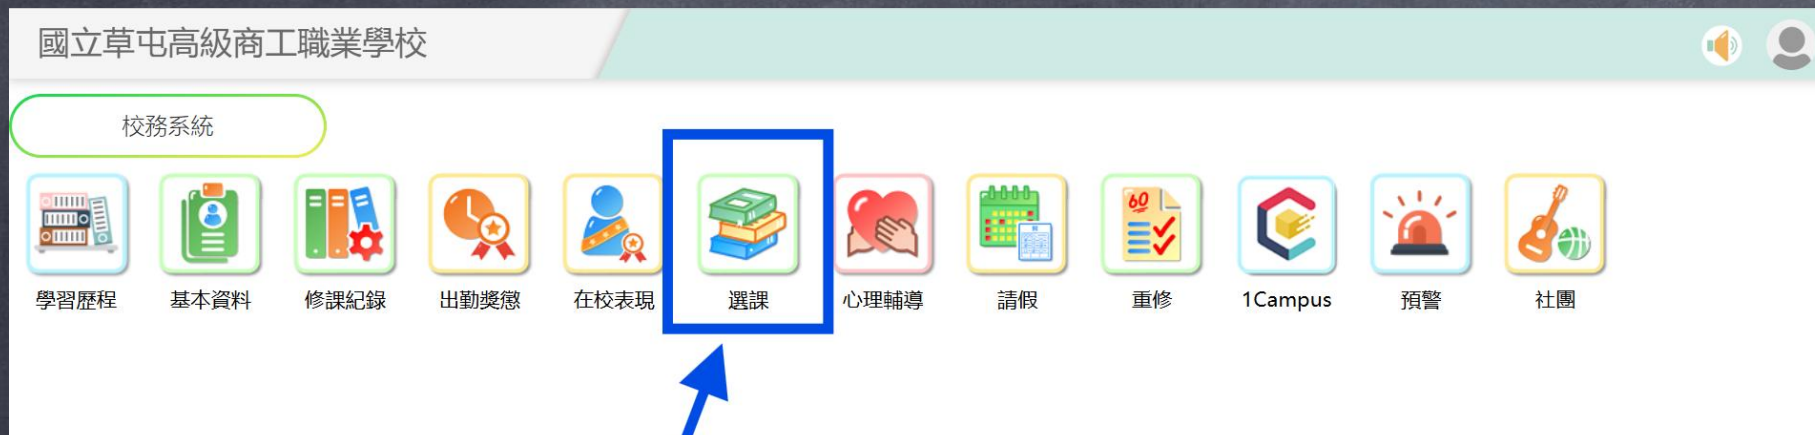 國立草屯高級商工職業學校
校務系統
60
學習歷程 基本資料 修課紀錄 出勤獎懲 在校表現 選課 心理輔導 請假 重修 1Campus 預警 社團